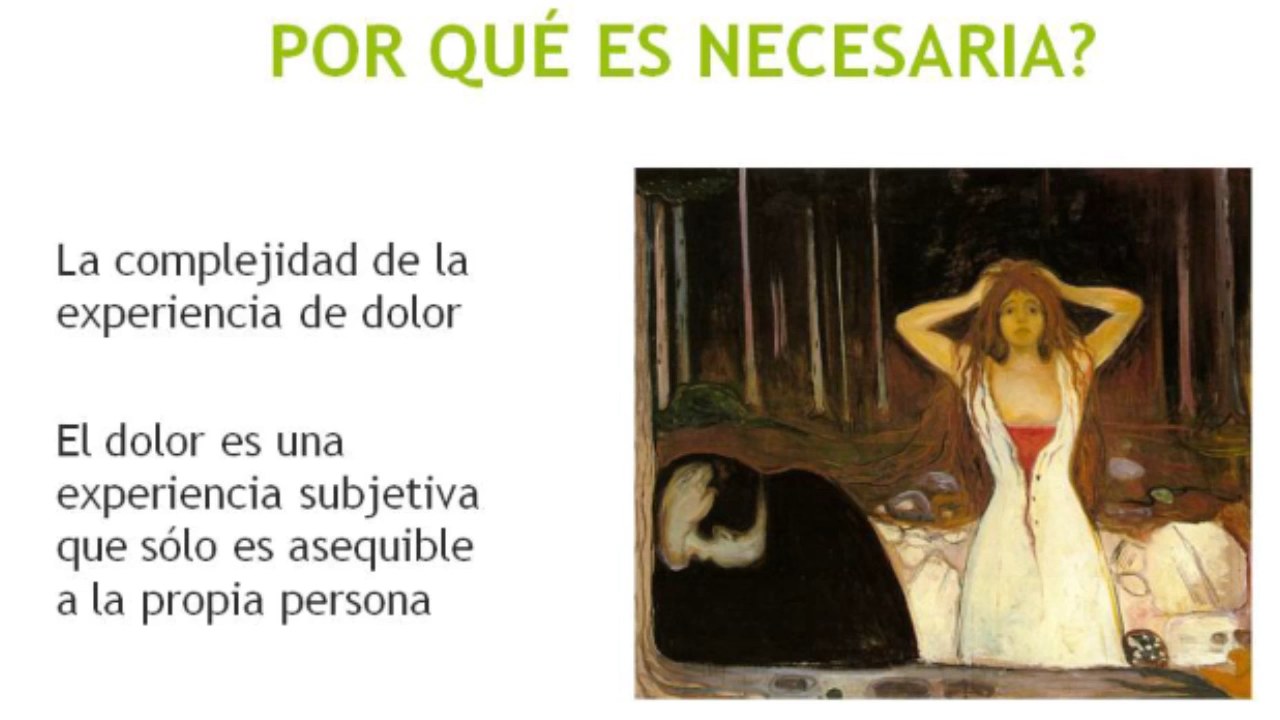 POR QUÉ ES NECESARIA?
La complejidad de la
experiencia de dolor
El dolor es una
experiencia subjetiva
que sólo es asequible
a la propia persona